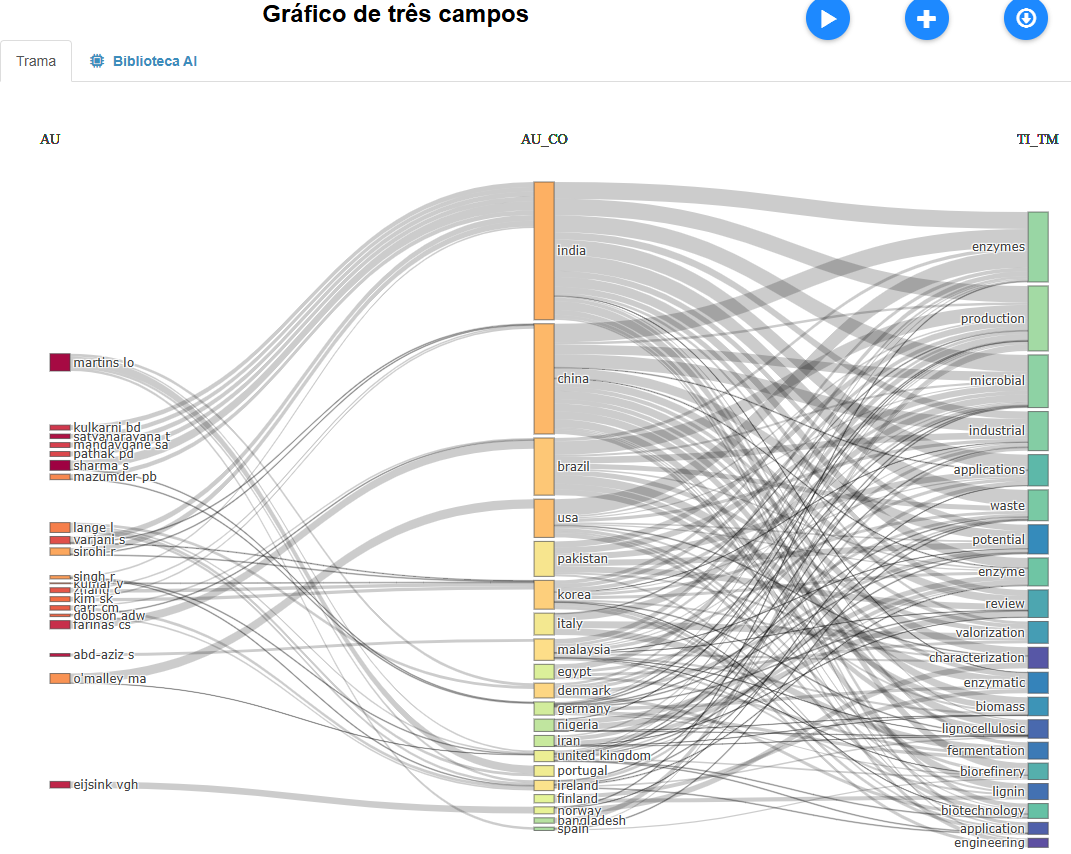 Gráfico de três campos
Trama
Biblioteca AI
AU
AU_CO
TI_TM
martins lo
kulkarni bd
satyanarayana t
mandavgane sa
pathak pd
sharma s
mazumder pb
lange l
varjani s
sirohi r
singh r
kumar v
zhang c
kim sk
carr cm
dobson adw
farinas cs
abd-aziz s
o'malley ma
eijsink vgh
india
china
brazil
usa
pakistan
korea
italy
malaysia
egypt
denmark
germany
nigeria
iran
united kingdom
portugal
ireland
finland
norway
bangladesh
spain
enzymes
production
microbial
industrial
applications
waste
potential
enzyme
review
valorization
characterization
enzymatic
biomass
lignocellulosic
fermentation
biorefinery
lignin
biotechnology
application
engineering